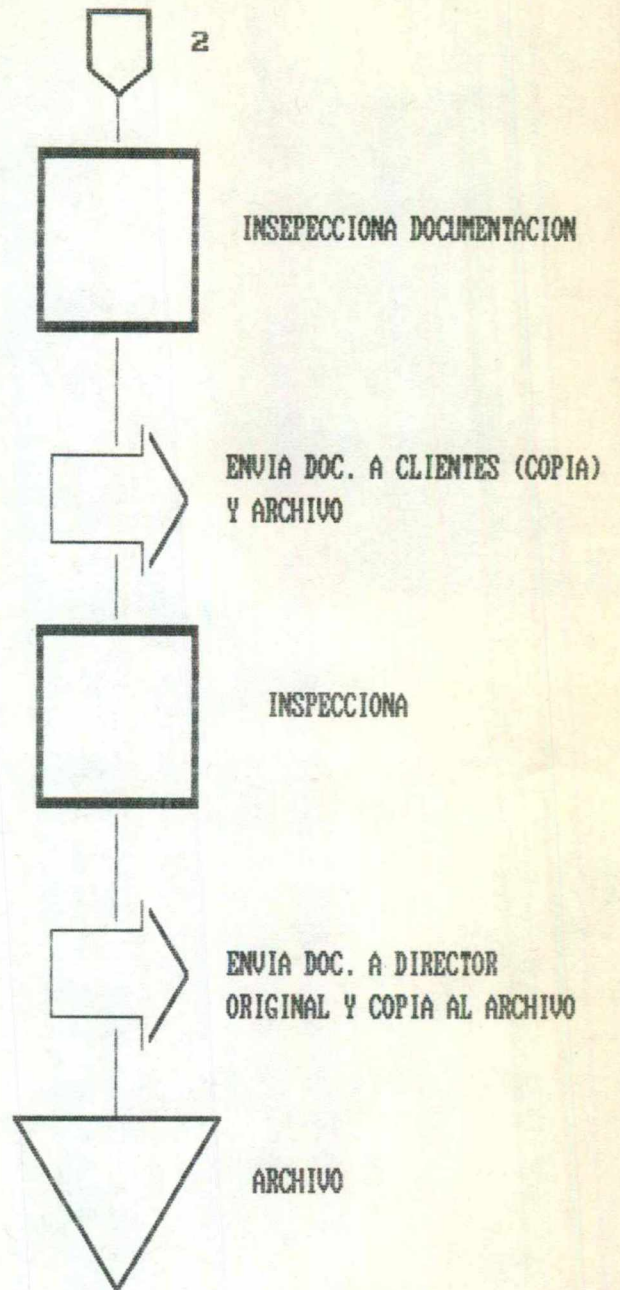 2
INSEPECCIONA DOCUMENTACION
ENVIA DOC. A CLIENTES (COPIA)
Y ARCHIVO
INSPECCIONA
ENVIA DOC. A DIRECTOR
ORIGINAL Y COPIA AL ARCHIVO
ARCHIVO